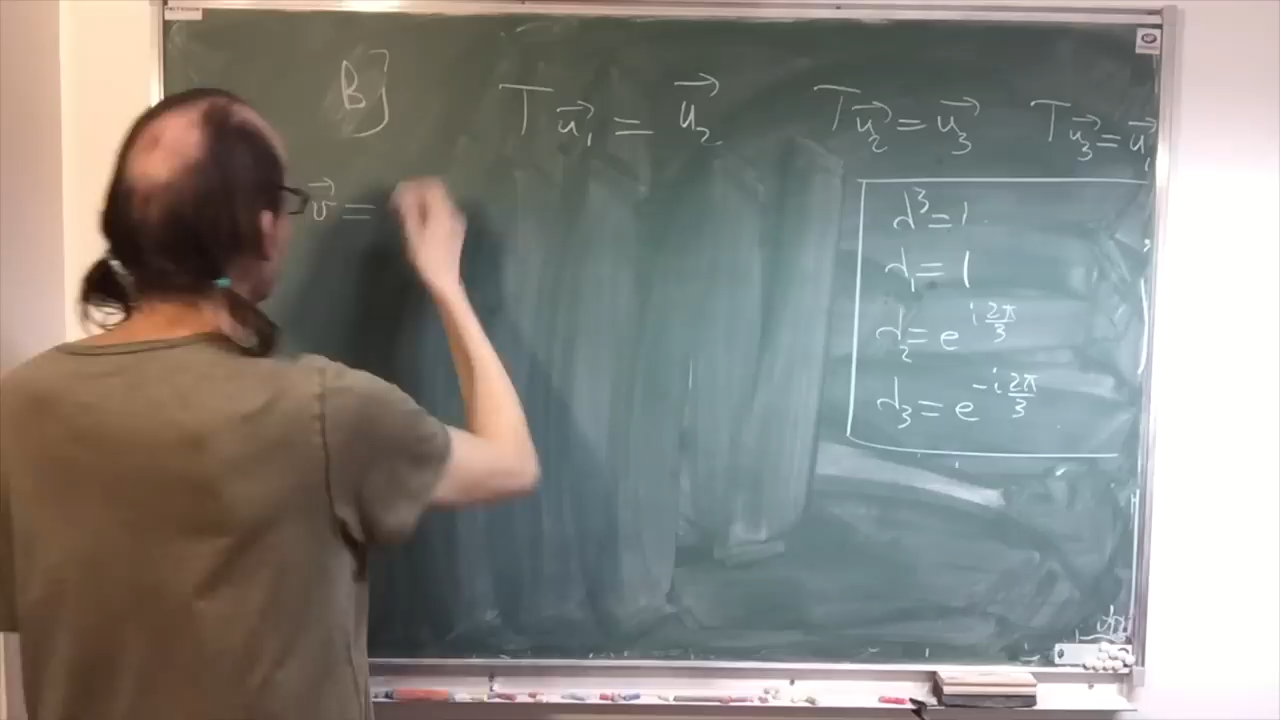 B]
T u⃗₁ = u⃗₂   T u⃗₂ = u⃗₃   T u⃗₃ = u⃗₁
v⃗ =
λ³ = 1
λ₁ = 1
λ₂ = e^{i 2π/3}
λ₃ = e^{-i 2π/3}